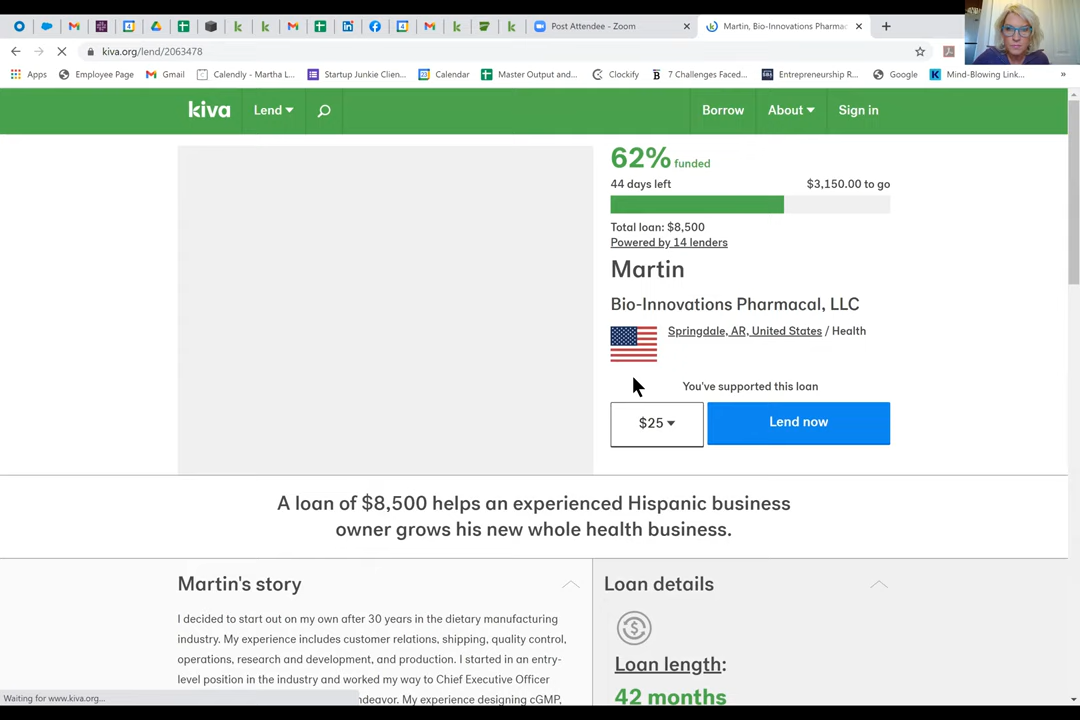 Post Attendee - Zoom
Martin, Bio-Innovations Pharmac
kiva.org/lend/2063478
Apps
Employee Page
Gmail
Calendly - Martha L...
Startup Junkie Clien...
Calendar
Master Output and...
Clockify
7 Challenges Faced...
Entrepreneurship R...
Google
Mind-Blowing Link...
»
kiva
Lend
Borrow
About
Sign in
62% funded
44 days left
$3,150.00 to go
Total loan: $8,500
Powered by 14 lenders
Martin
Bio-Innovations Pharmacal, LLC
Springdale, AR, United States / Health
You've supported this loan
$25
Lend now
A loan of $8,500 helps an experienced Hispanic business
owner grows his new whole health business.
Martin's story
I decided to start out on my own after 30 years in the dietary manufacturing
industry. My experience includes customer relations, shipping, quality control,
operations, research and development, and production. I started in an entry-
level position in the industry and worked my way to Chief Executive Officer
ndeavor. My experience designing cGMP,
Loan details
Loan length:
42 months
Waiting for www.kiva.org...